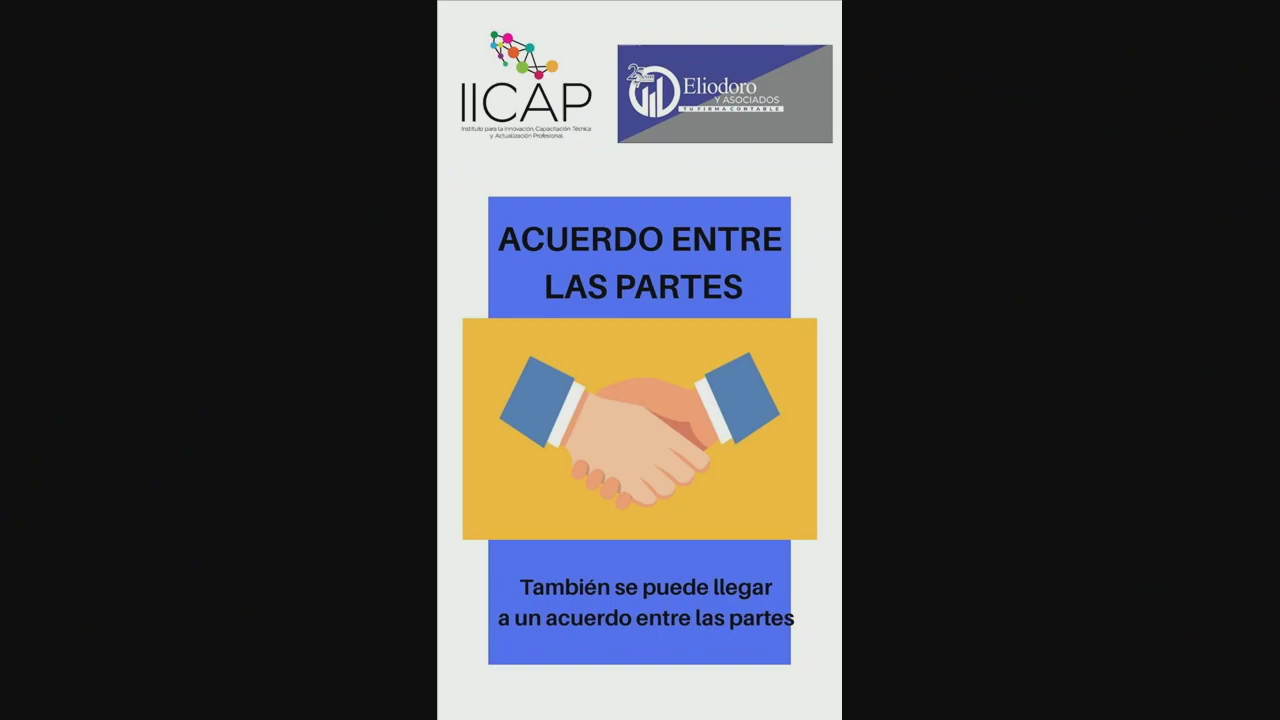 IICAP
Instituto para la Innovación, Capacitación Técnica
y Actualización Profesional
Eliodoro
Y ASOCIADOS
TU FIRMA CONTABLE
ACUERDO ENTRE
LAS PARTES
También se puede llegar
a un acuerdo entre las partes